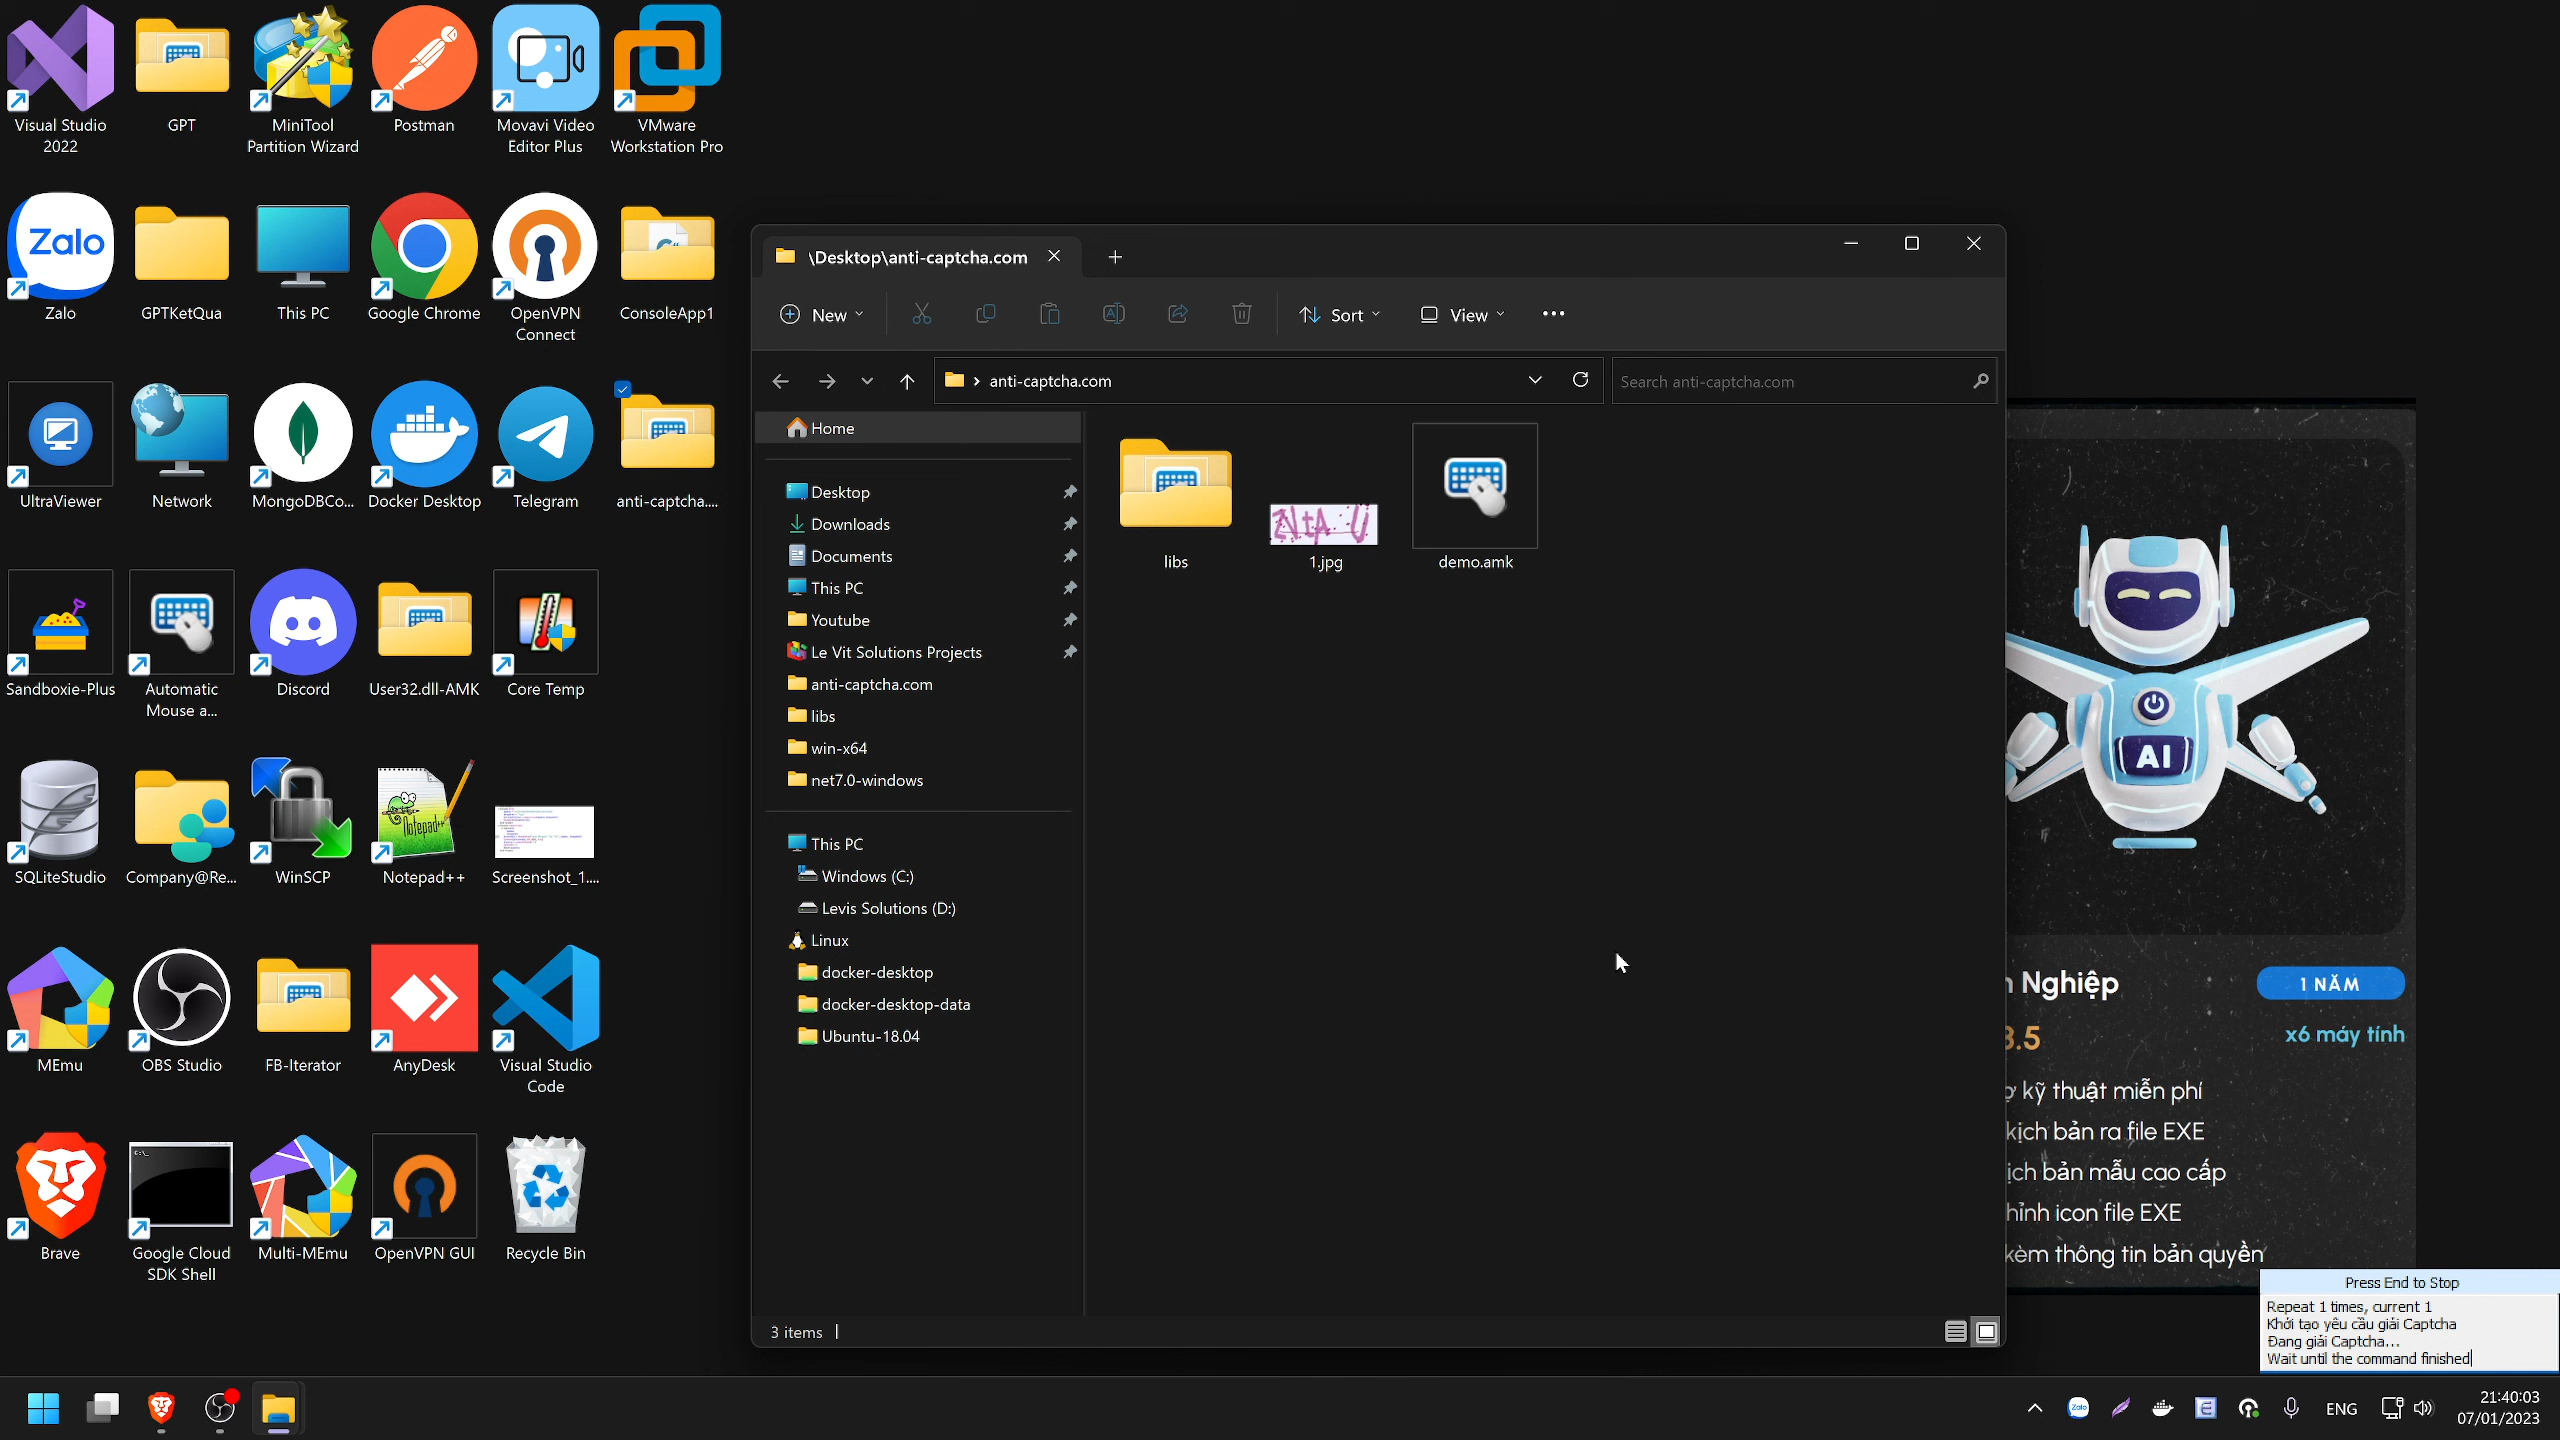 Visual Studio
2022
GPT
MiniTool
Partition Wizard
Postman
Movavi Video
Editor Plus
VMware
Workstation Pro
Zalo
Zalo
GPTKetQua
This PC
Google Chrome
OpenVPN
Connect
ConsoleApp1
UltraViewer
Network
MongoDBCo...
Docker Desktop
Telegram
anti-captcha....
Sandboxie-Plus
Automatic
Mouse a...
Discord
User32.dll-AMK
Core Temp
SQLiteStudio
Company@Re...
WinSCP
Notepad++
Notepad++
Screenshot_1....
MEmu
OBS Studio
FB-Iterator
AnyDesk
Visual Studio
Code
Brave
Google Cloud
SDK Shell
Multi-MEmu
OpenVPN GUI
Recycle Bin
\Desktop\anti-captcha.com
New
Sort
View
anti-captcha.com
Search anti-captcha.com
Home
Desktop
Downloads
Documents
This PC
Youtube
Le Vit Solutions Projects
anti-captcha.com
libs
win-x64
net7.0-windows
This PC
Windows (C:)
Levis Solutions (D:)
Linux
docker-desktop
docker-desktop-data
Ubuntu-18.04
libs
1.jpg
demo.amk
3 items
AI
Nghiệp
1 NĂM
3.5
x6 máy tính
kỹ thuật miễn phí
kịch bản ra file EXE
bản mẫu cao cấp
icon file EXE
kèm thông tin bản quyền
Press End to Stop
Repeat 1 times, current 1
Khởi tạo yêu cầu giải Captcha
Đang giải Captcha...
Wait until the command finished
Zalo
ENG
21:40:03
07/01/2023